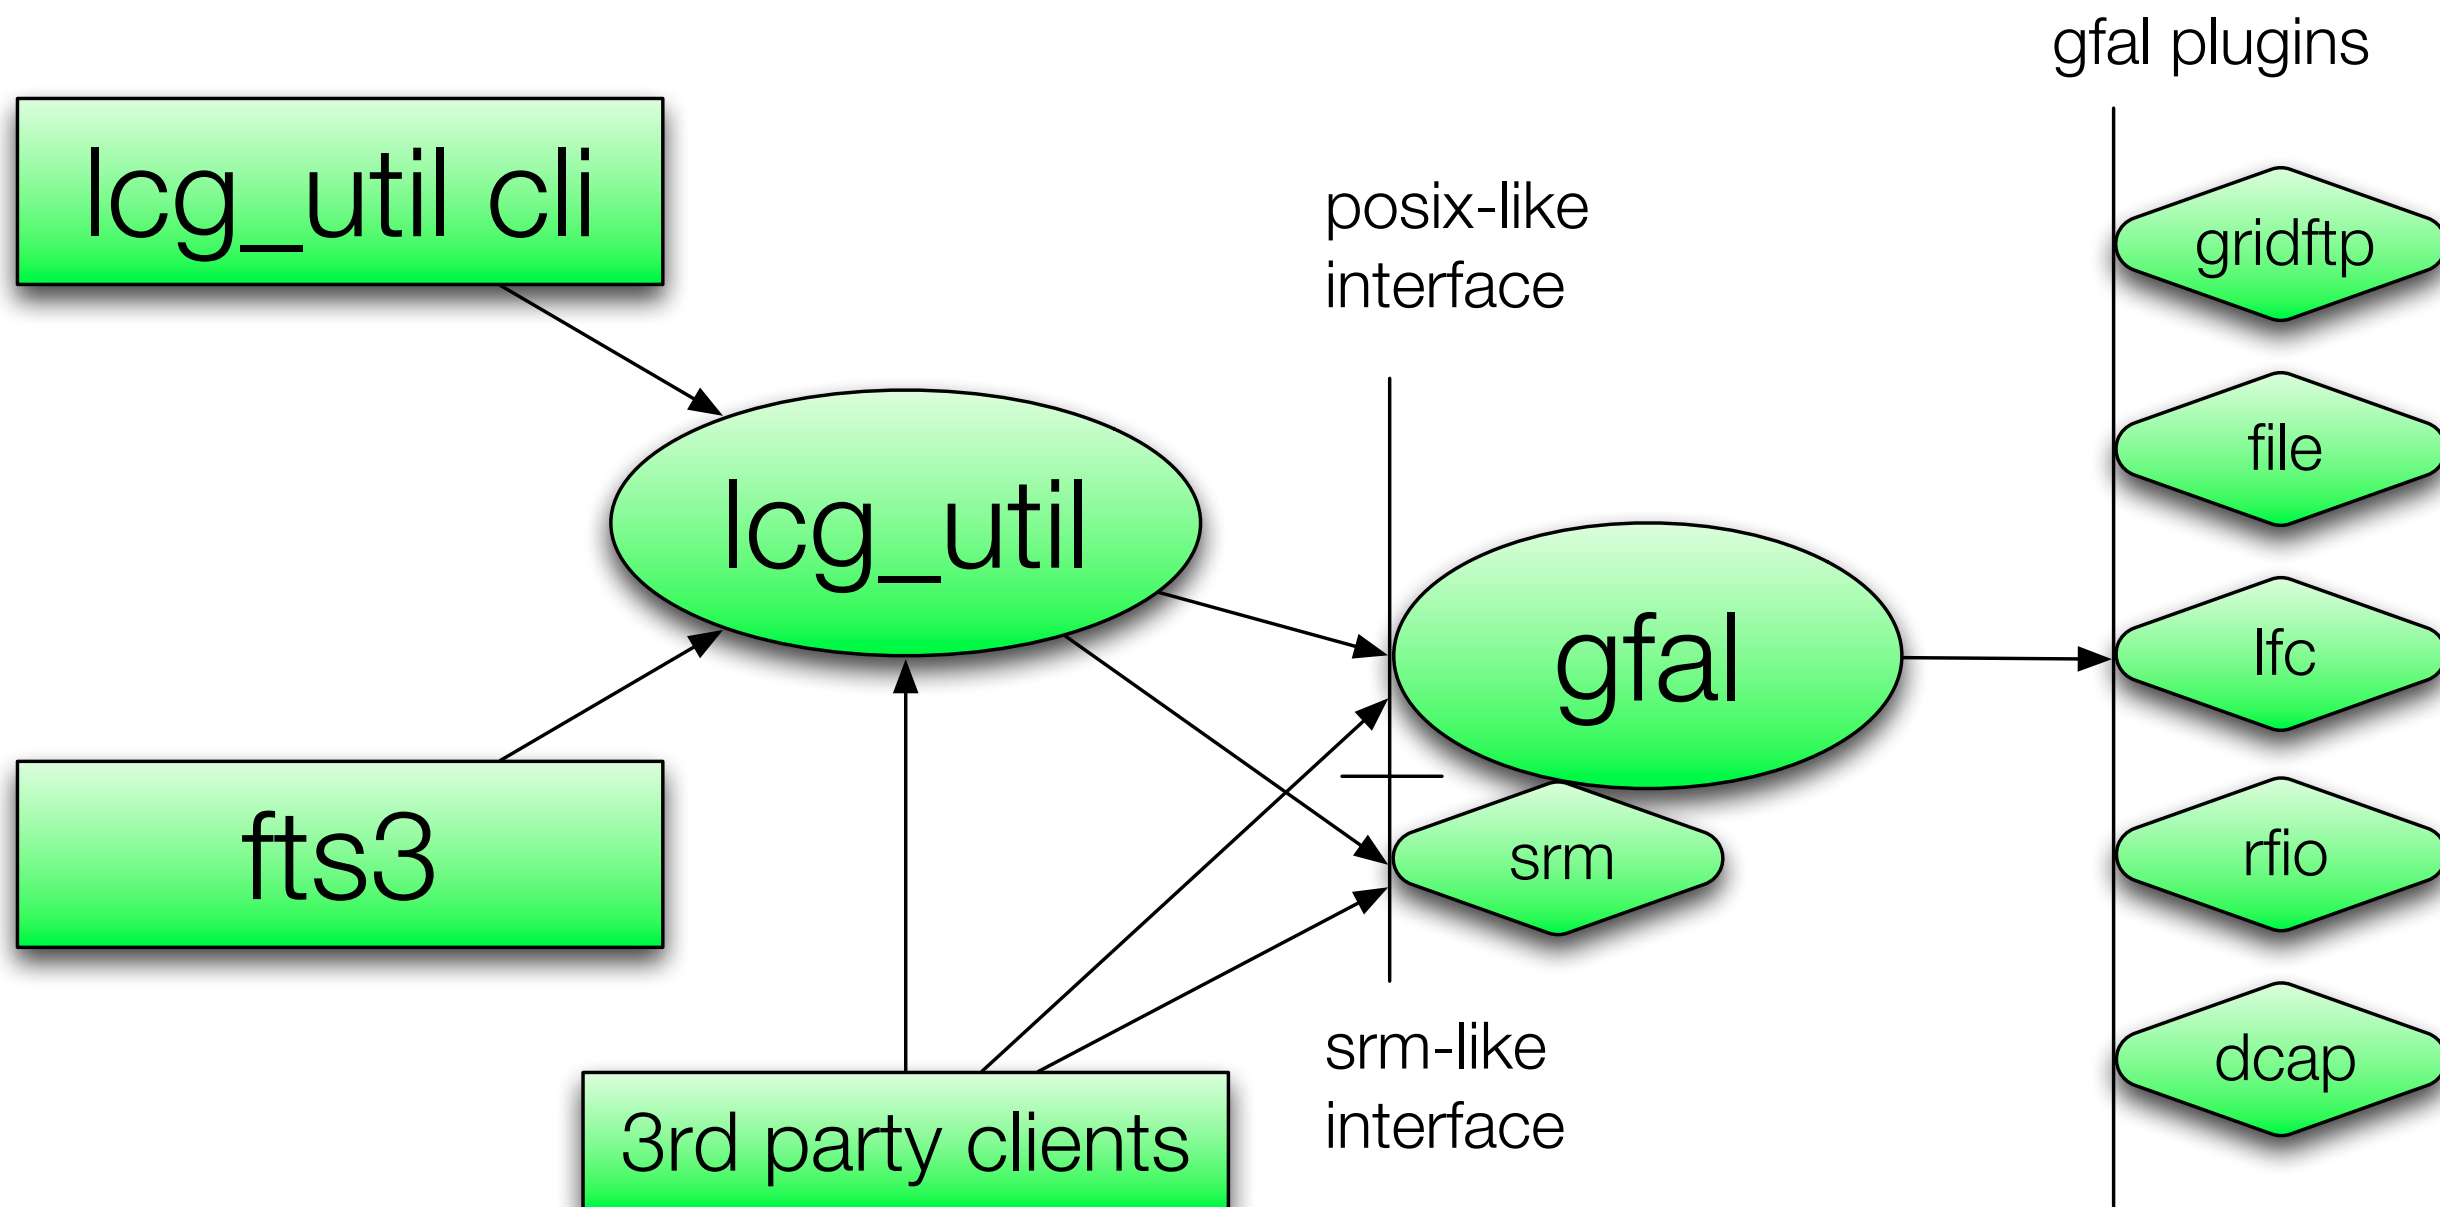 gfal plugins
lcg_util cli
posix-like
interface
gridftp
file
lcg_util
gfal
lfc
fts3
srm
rfio
srm-like
interface
dcap
3rd party clients